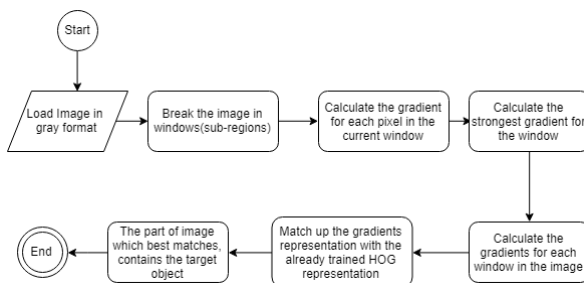 Start
Load Image in
gray format
Break the image in
windows(sub-regions)
Calculate the gradient
for each pixel in the
current window
Calculate the
strongest gradient for
the window
Calculate the
gradients for each
window in the image
Match up the gradients
representation with the
already trained HOG
representation
The part of image
which best matches,
contains the target
object
End